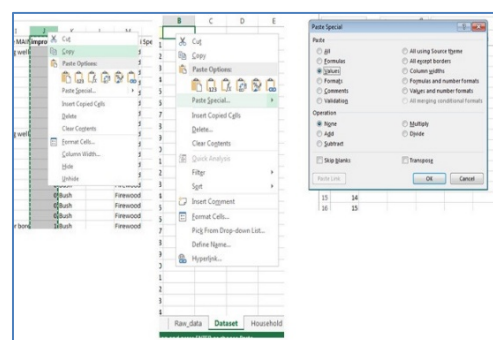 MAIN improv
Cut
Copy
Paste Options:
Paste Special...
Insert Copied Cells
Delete
Clear Contents
Format Cells...
Column Width...
Hide
Unhide
g well
g well
r bore
Bush Firewood
Bush Firewood
Bush Firewood
Bush Firewood
B C D E
Cut
Copy
Paste Options:
Paste Special...
Insert Copied Cells
Delete...
Clear Contents
Quick Analysis
Filter
Sort
Insert Comment
Format Cells...
Pick From Drop-down List...
Define Name...
Hyperlink...
Raw_data Dataset Household
Paste Special
Paste
All
All using Source theme
Formulas
All except borders
Values
Column widths
Formats
Formulas and number formats
Comments
Values and number formats
Validation
All merging conditional formats
Operation
None
Multiply
Add
Divide
Subtract
Skip blanks
Transpose
Paste Link
OK
Cancel
15 14
16 15